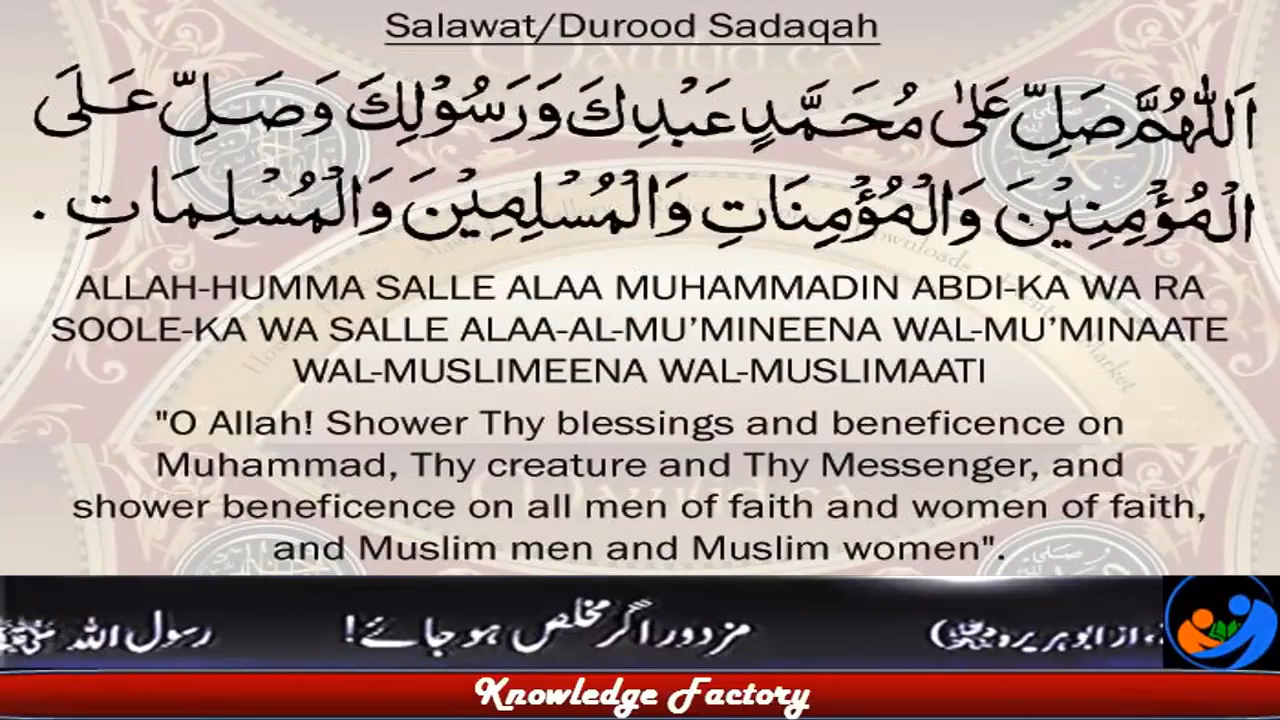 Salawat/Durood Sadaqah
اَللّٰهُمَّ صَلِّ عَلٰى مُحَمَّدٍ عَبْدِكَ وَرَسُوْلِكَ وَصَلِّ عَلَى
الْمُؤْمِنِيْنَ وَالْمُؤْمِنَاتِ وَالْمُسْلِمِيْنَ وَالْمُسْلِمَاتِ .
ALLAH-HUMMA SALLE ALAA MUHAMMADIN ABDI-KA WA RA
SOOLE-KA WA SALLE ALAA-AL-MU’MINEENA WAL-MU’MINAATE
WAL-MUSLIMEENA WAL-MUSLIMAATI
"O Allah! Shower Thy blessings and beneficence on
Muhammad, Thy creature and Thy Messenger, and
shower beneficence on all men of faith and women of faith,
and Muslim men and Muslim women".
از ابو ہریرہؓ) مزدور اگر مخلص ہو جائے! رسول اللہ ﷺ
Knowledge Factory